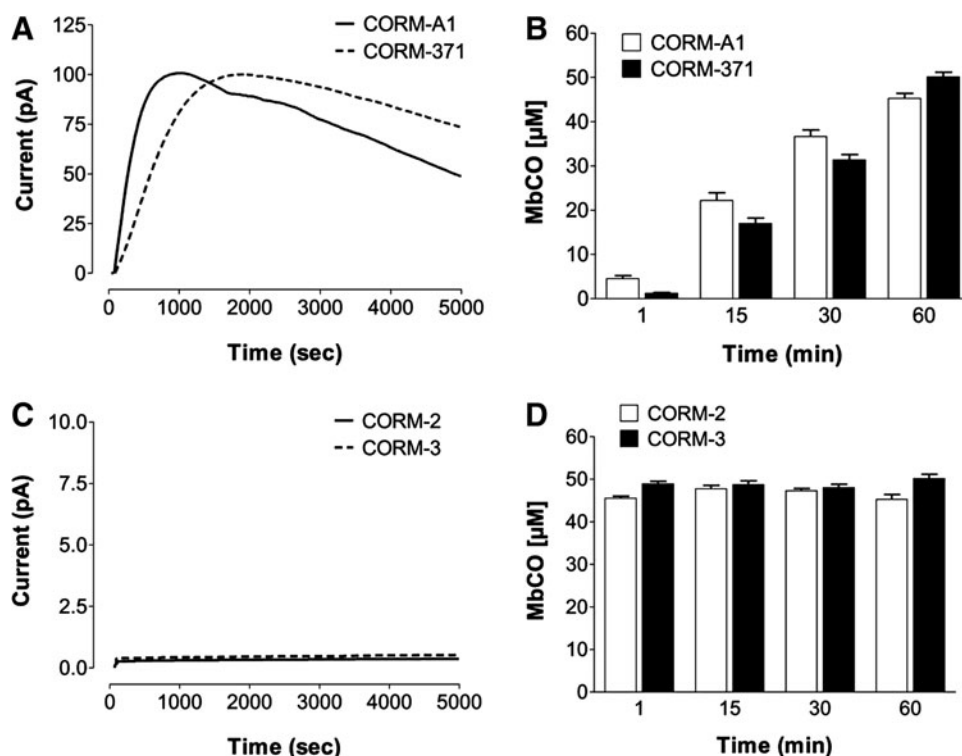 A
CORM-A1
CORM-371
Current (pA)
125
100
75
50
25
0
0 1000 2000 3000 4000 5000
Time (sec)
B
CORM-A1
CORM-371
MbCO [µM]
60
50
40
30
20
10
0
1 15 30 60
Time (min)
C
CORM-2
CORM-3
Current (pA)
10.0
7.5
5.0
2.5
0.0
0 1000 2000 3000 4000 5000
Time (sec)
D
CORM-2
CORM-3
MbCO [µM]
60
50
40
30
20
10
0
1 15 30 60
Time (min)